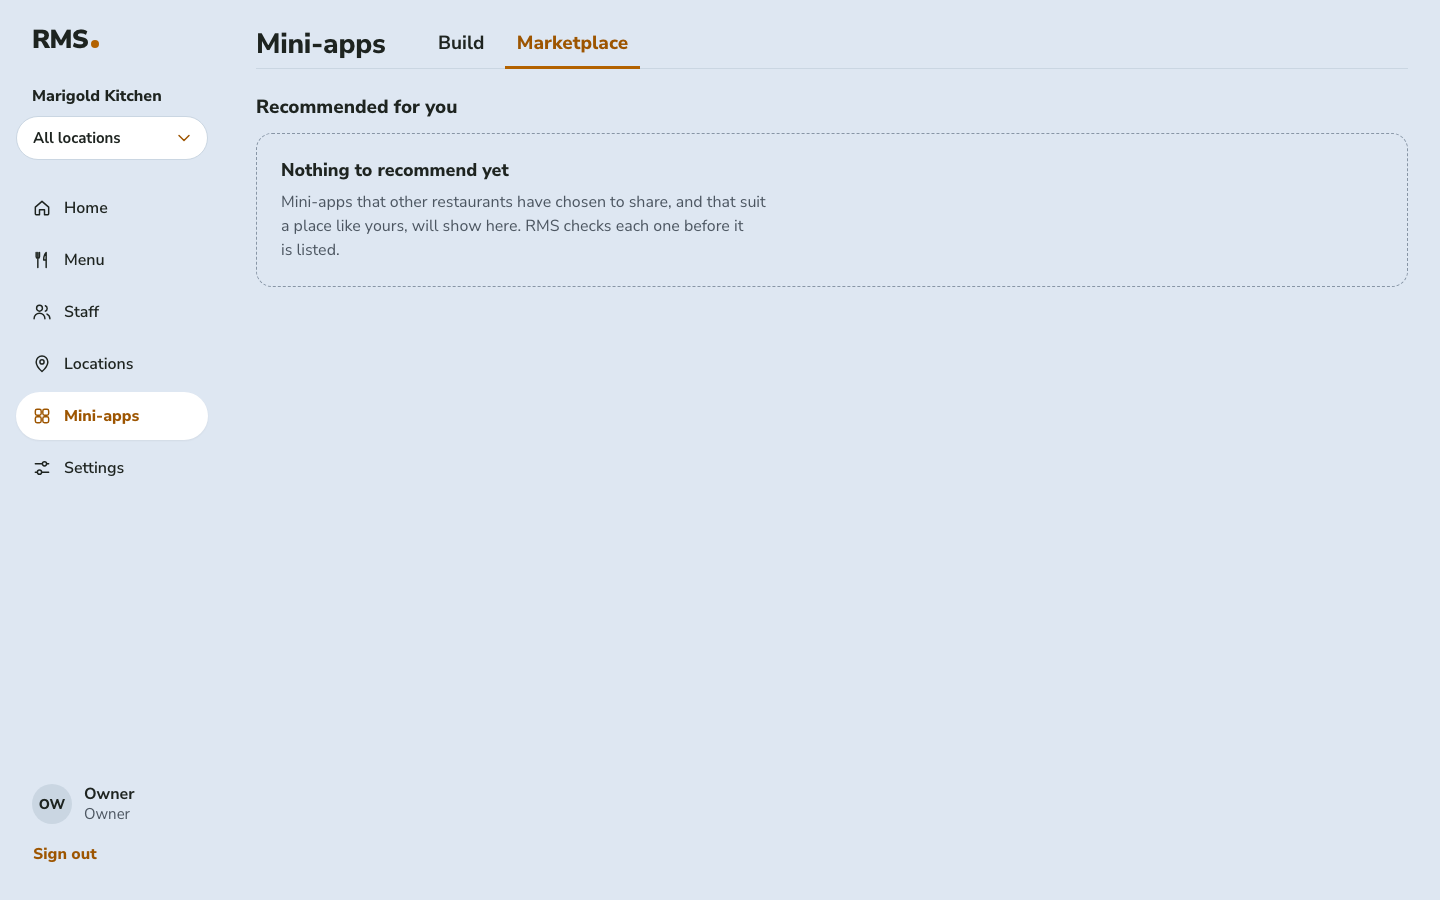 RMS.
Marigold Kitchen
All locations
Home
Menu
Staff
Locations
Mini-apps
Settings
OW
Owner
Owner
Sign out
Mini-apps
Build
Marketplace
Recommended for you
Nothing to recommend yet
Mini-apps that other restaurants have chosen to share, and that suit
a place like yours, will show here. RMS checks each one before it
is listed.